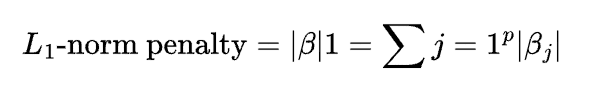 L₁-norm penalty = |β|1 = ∑ j = 1ᵖ|βⱼ|